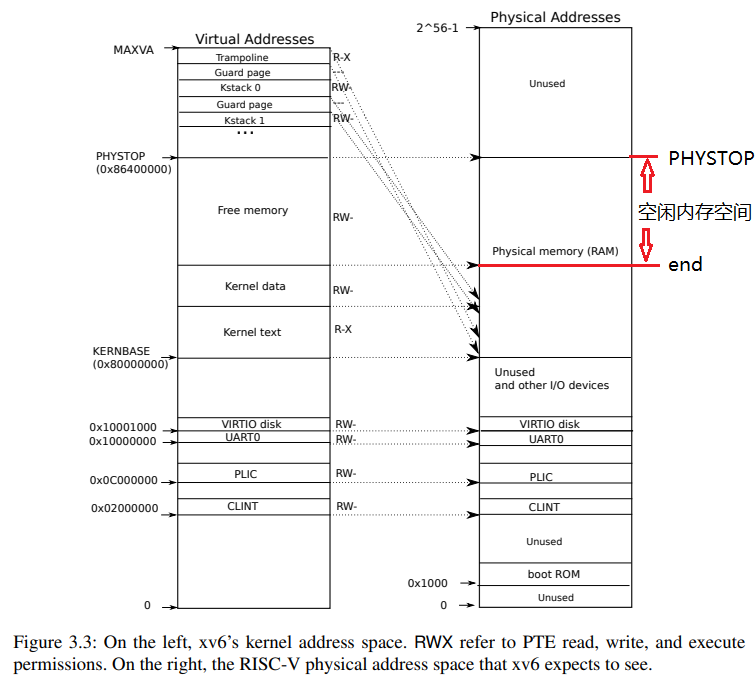 Virtual Addresses
MAXVA
Trampoline
R-X
Guard page
---
Kstack 0
RW-
Guard page
---
Kstack 1
RW-
...
PHYSTOP
(0x86400000)
Free memory
RW-
Kernel data
RW-
Kernel text
R-X
KERNBASE
(0x80000000)
0x10001000
VIRTIO disk
RW-
0x10000000
UART0
RW-
0x0C000000
PLIC
RW-
0x02000000
CLINT
RW-
0
Physical Addresses
2^56-1
Unused
PHYSTOP
空闲内存空间
Physical memory (RAM)
end
Unused
and other I/O devices
VIRTIO disk
UART0
PLIC
CLINT
Unused
boot ROM
0x1000
Unused
0
Figure 3.3: On the left, xv6's kernel address space. RWX refer to PTE read, write, and execute
permissions. On the right, the RISC-V physical address space that xv6 expects to see.